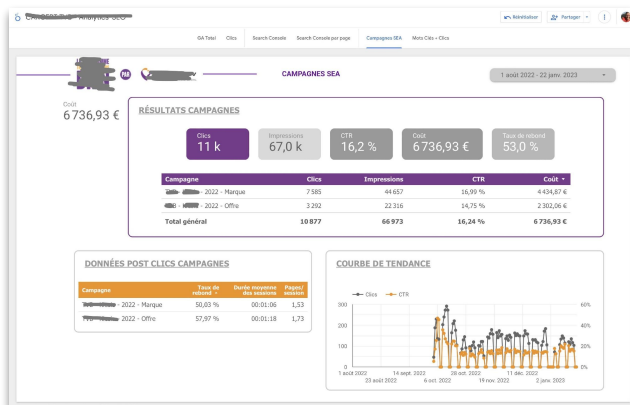 Analytics SEO
Réinitialiser
Partager
GA Total
Clics
Search Console
Search Console par page
Campagnes SEA
Mots Clés + Clics
PAR
CAMPAGNES SEA
1 août 2022 - 22 janv. 2023
Coût
6 736,93 €
RÉSULTATS CAMPAGNES
Clics
11 k
Impressions
67,0 k
CTR
16,2 %
Coût
6 736,93 €
Taux de rebond
53,0 %
Campagne Clics Impressions CTR Coût
- 2022 - Marque 7 585 44 657 16,99 % 4 434,87 €
- 2022 - Offre 3 292 22 316 14,75 % 2 302,06 €
Total général 10 877 66 973 16,24 % 6 736,93 €
DONNÉES POST CLICS CAMPAGNES
Campagne Taux de rebond Durée moyenne des sessions Pages/ session
- 2022 - Marque 50,03 % 00:01:06 1,53
- 2022 - Offre 57,97 % 00:01:18 1,73
COURBE DE TENDANCE
Clics CTR
300 60%
200 40%
100 20%
0 0%
1 août 2022 14 sept. 2022 28 oct. 2022 11 déc. 2022
23 août 2022 6 oct. 2022 19 nov. 2022 2 janv. 2023